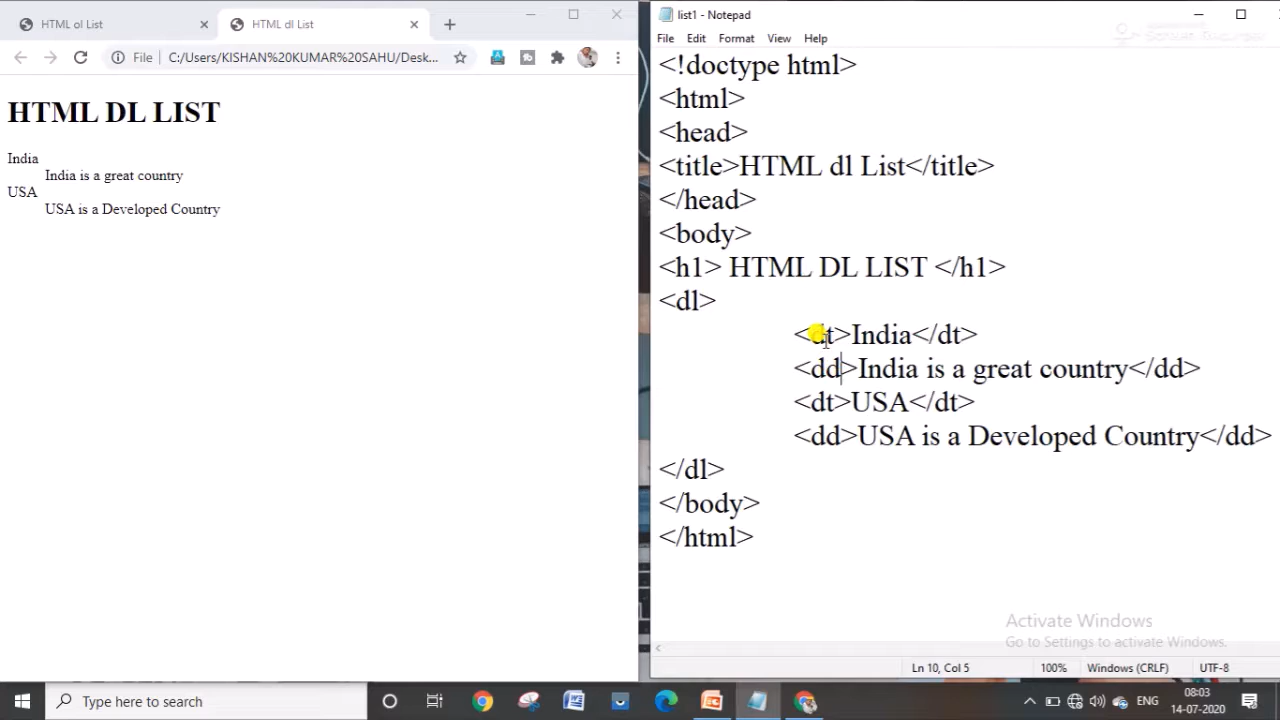 HTML ol List
HTML dl List
File
C:/Users/KISHAN%20KUMAR%20SAHU/Desk...
HTML DL LIST
India
India is a great country
USA
USA is a Developed Country
list1 - Notepad
File Edit Format View Help
<!doctype html>
<html>
<head>
<title>HTML dl List</title>
</head>
<body>
<h1> HTML DL LIST </h1>
<dl>
<dt>India</dt>
<dd>India is a great country</dd>
<dt>USA</dt>
<dd>USA is a Developed Country</dd>
</dl>
</body>
</html>
Activate Windows
Go to Settings to activate Windows.
Ln 10, Col 5 100% Windows (CRLF) UTF-8
Type here to search
ENG
08:03
14-07-2020